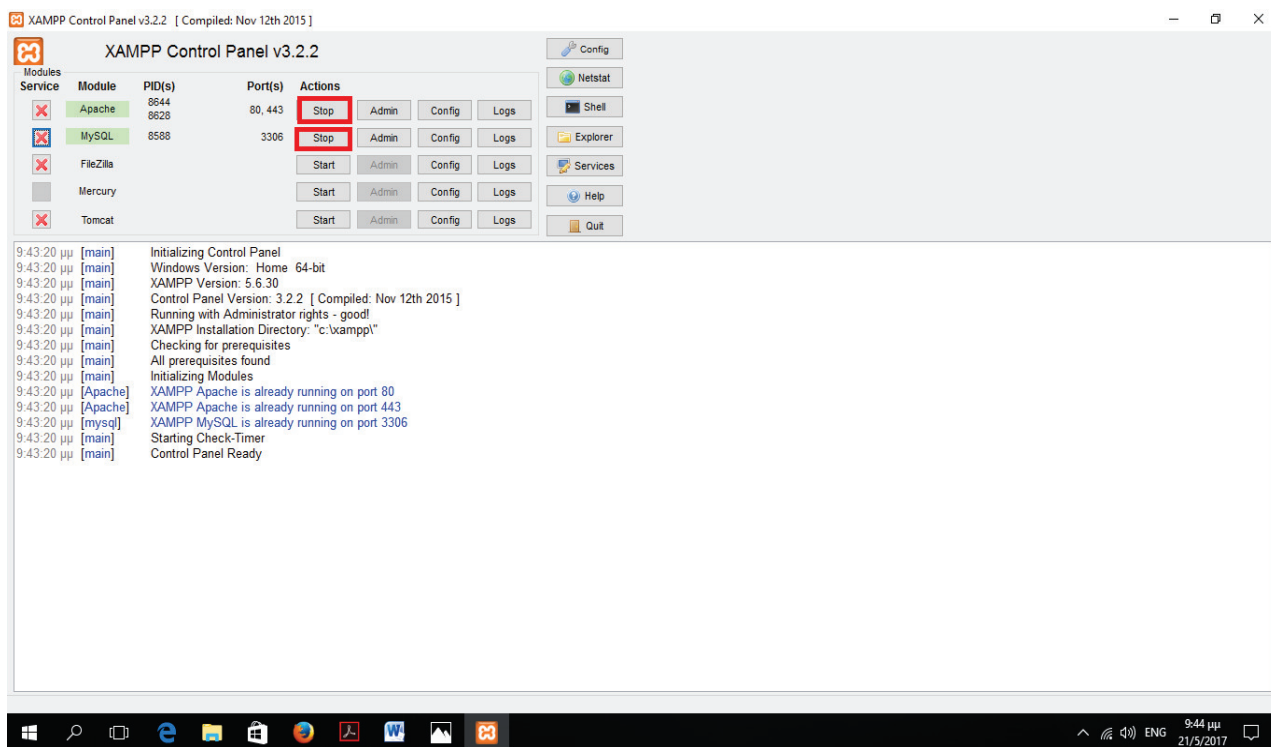 XAMPP Control Panel v3.2.2 [ Compiled: Nov 12th 2015 ]
XAMPP Control Panel v3.2.2
Config
Modules
Service Module PID(s) Port(s) Actions
Netstat
Apache 8644 8628 80, 443 Stop Admin Config Logs
Shell
MySQL 8588 3306 Stop Admin Config Logs
Explorer
FileZilla Start Admin Config Logs
Services
Mercury Start Admin Config Logs
Help
Tomcat Start Admin Config Logs
Quit
9:43:20 μμ [main] Initializing Control Panel
9:43:20 μμ [main] Windows Version: Home 64-bit
9:43:20 μμ [main] XAMPP Version: 5.6.30
9:43:20 μμ [main] Control Panel Version: 3.2.2 [ Compiled: Nov 12th 2015 ]
9:43:20 μμ [main] Running with Administrator rights - good!
9:43:20 μμ [main] XAMPP Installation Directory: "c:\xampp\"
9:43:20 μμ [main] Checking for prerequisites
9:43:20 μμ [main] All prerequisites found
9:43:20 μμ [main] Initializing Modules
9:43:20 μμ [Apache] XAMPP Apache is already running on port 80
9:43:20 μμ [Apache] XAMPP Apache is already running on port 443
9:43:20 μμ [mysql] XAMPP MySQL is already running on port 3306
9:43:20 μμ [main] Starting Check-Timer
9:43:20 μμ [main] Control Panel Ready
ENG
9:44 μμ
21/5/2017